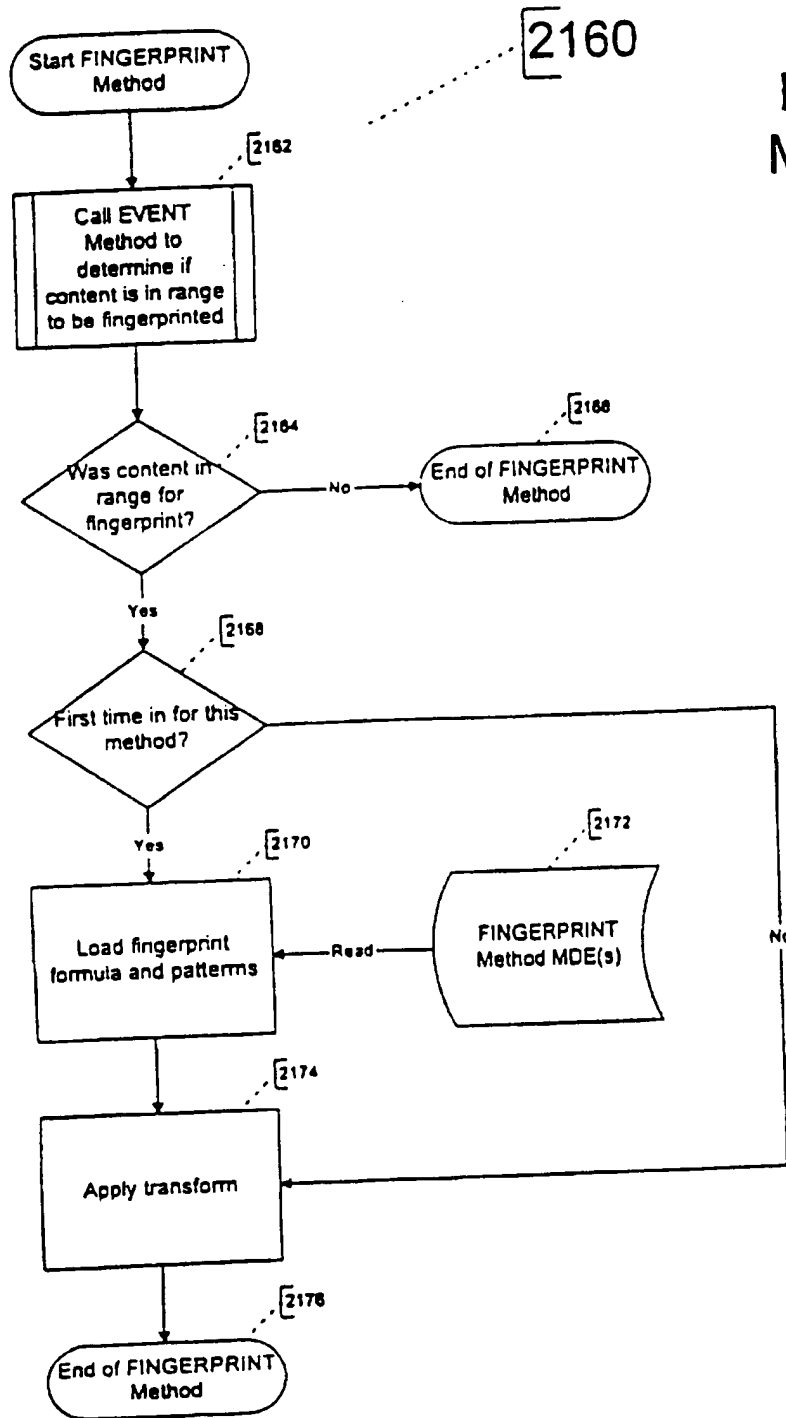 2160
Start FINGERPRINT
Method
2162
Call EVENT
Method to
determine if
content is in range
to be fingerprinted
2164
Was content in
range for
fingerprint?
No
2166
End of FINGERPRINT
Method
Yes
2168
First time in for this
method?
Yes
2170
Load fingerprint
formula and patterns
Read
2172
FINGERPRINT
Method MDE(s)
No
2174
Apply transform
2176
End of FINGERPRINT
Method